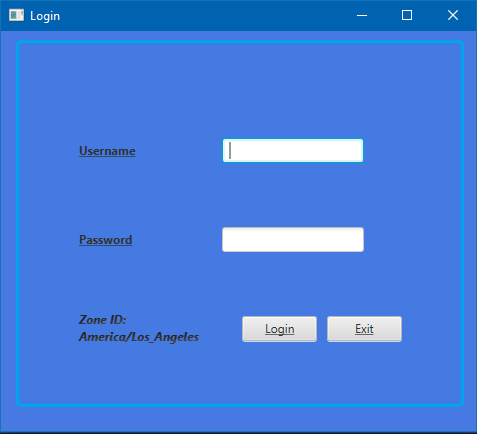 Login
Username
Password
Zone ID:
America/Los_Angeles
Login
Exit